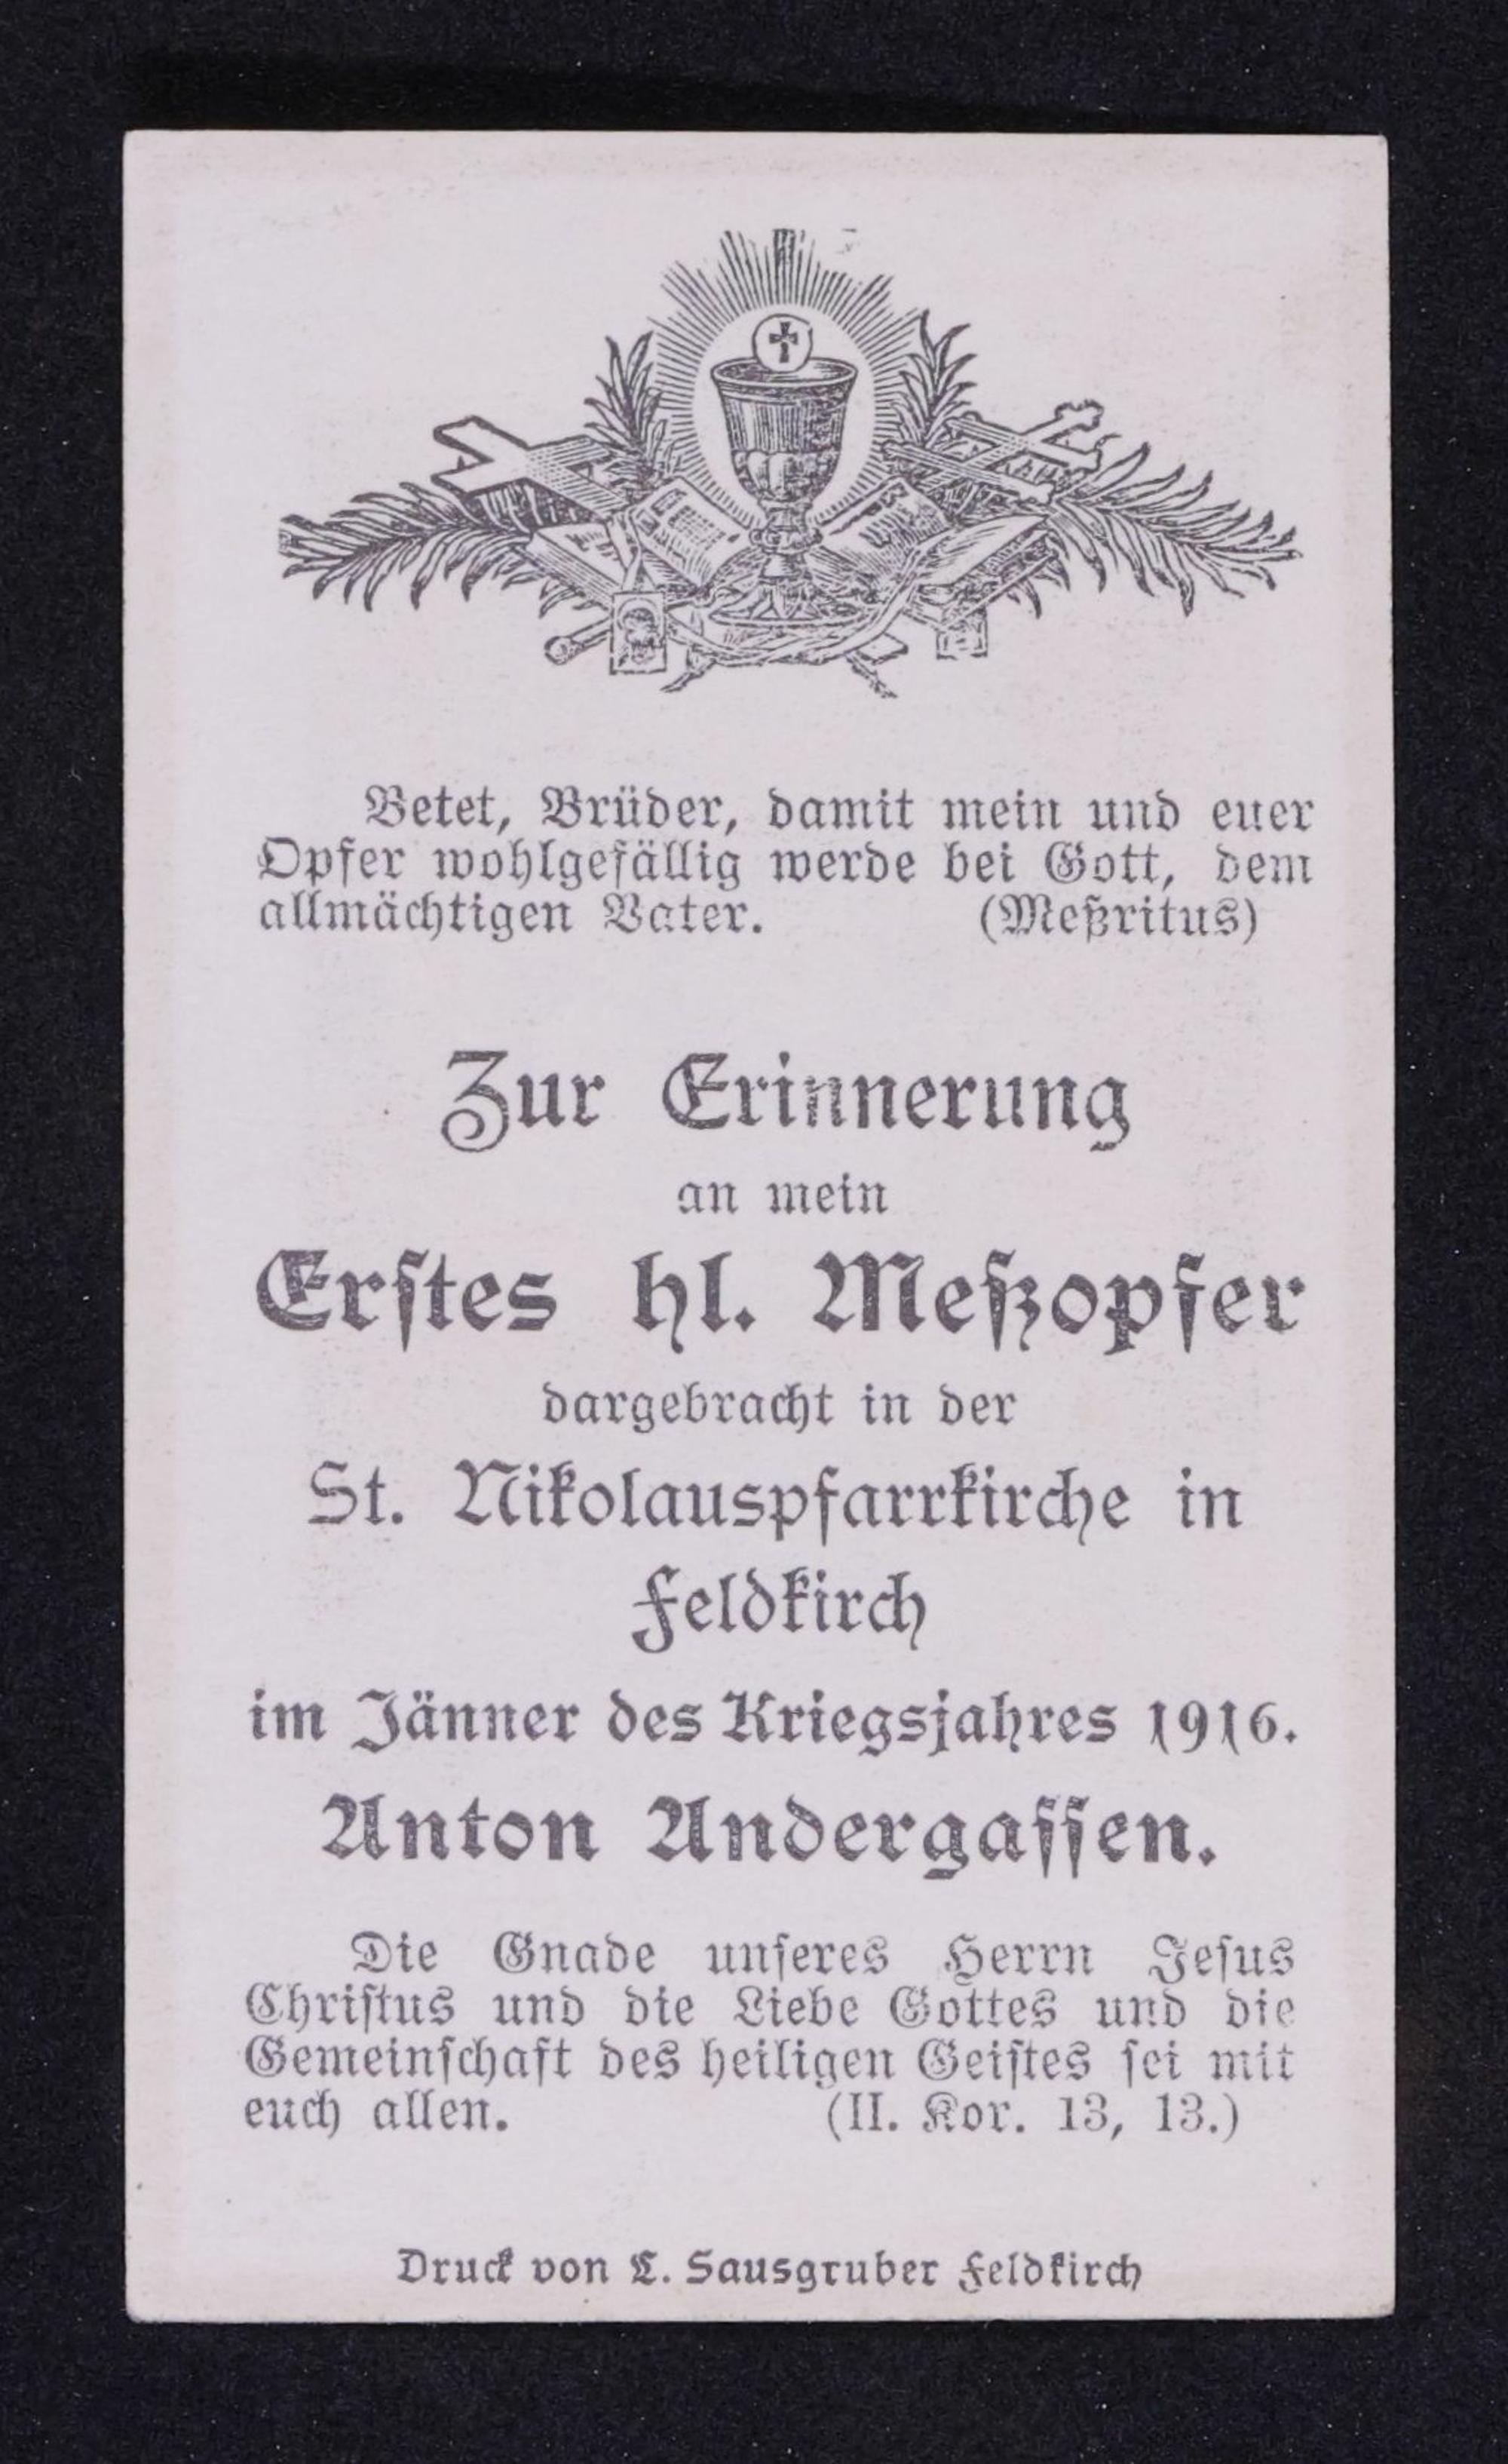 Betet, Brüder, damit mein und euer
Opfer wohlgefällig werde bei Gott, dem
allmächtigen Vater. (Meßritus)
Zur Erinnerung
an mein
Erſtes hl. Meßopfer
dargebracht in der
St. Nikolauspfarrkirche in
Feldkirch
im Jänner des Kriegsjahres 1916.
Anton Andergaſſen.
Die Gnade unſeres Herrn Jeſus
Chriſtus und die Liebe Gottes und die
Gemeinſchaft des heiligen Geiſtes ſei mit
euch allen. (II. Kor. 13, 13.)
Druck von L. Sausgruber Feldkirch